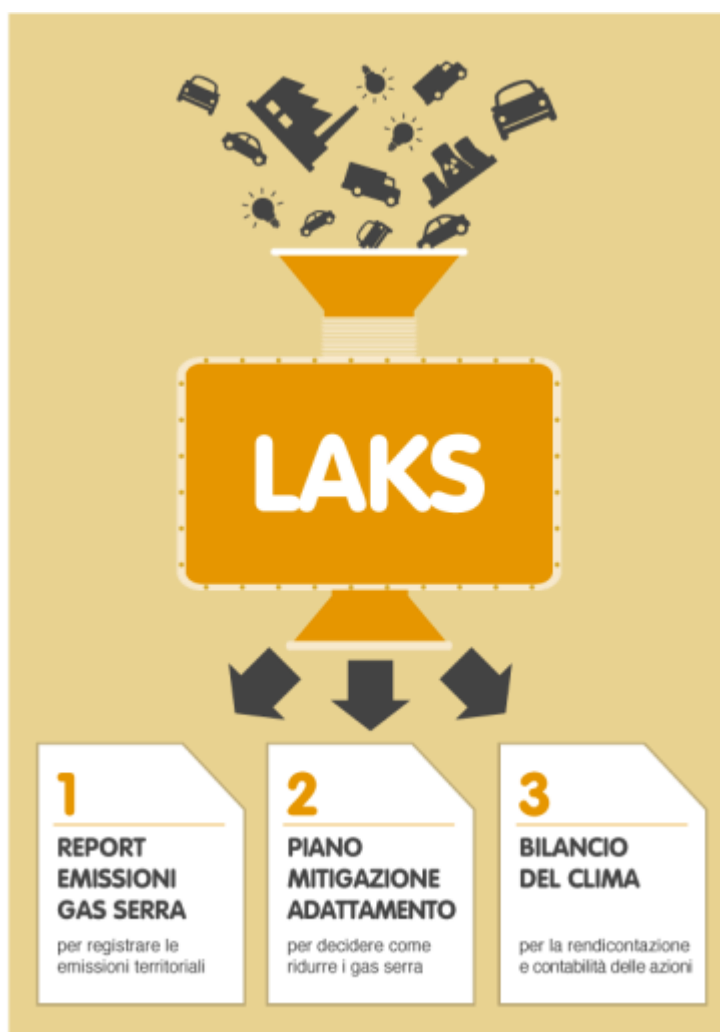 LAKS
1
REPORT
EMISSIONI
GAS SERRA
per registrare le
emissioni territoriali
2
PIANO
MITIGAZIONE
ADATTAMENTO
per decidere come
ridurre i gas serra
3
BILANCIO
DEL CLIMA
per la rendicontazione
e contabilità delle azioni